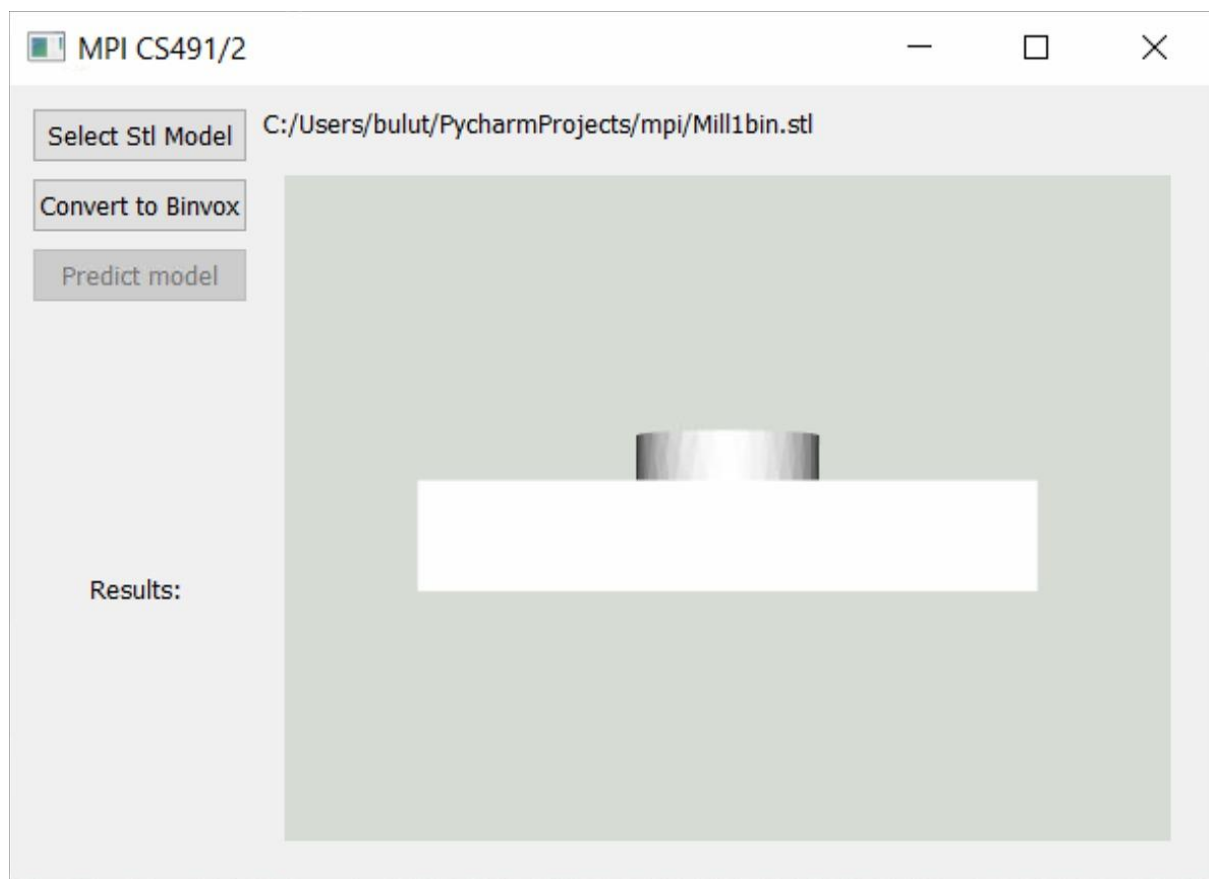 MPI CS491/2
Select Stl Model
C:/Users/bulut/PycharmProjects/mpi/Mill1bin.stl
Convert to Binvox
Predict model
Results: